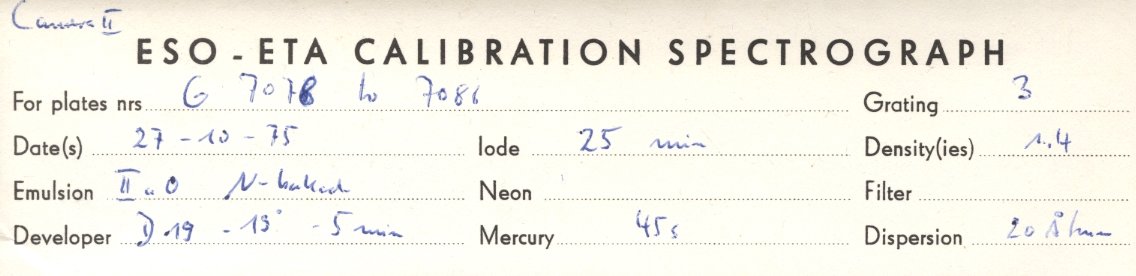 Camera II
ESO - ETA CALIBRATION SPECTROGRAPH
For plates nrs G 7078 to 7086 Grating 3
Date(s) 27 - 10 - 75 Iode 25 min Density(ies) 1.4
Emulsion II a O N-baked Neon Filter
Developer D 19 - 19° - 5 min Mercury 45 s Dispersion 20 Å/mm